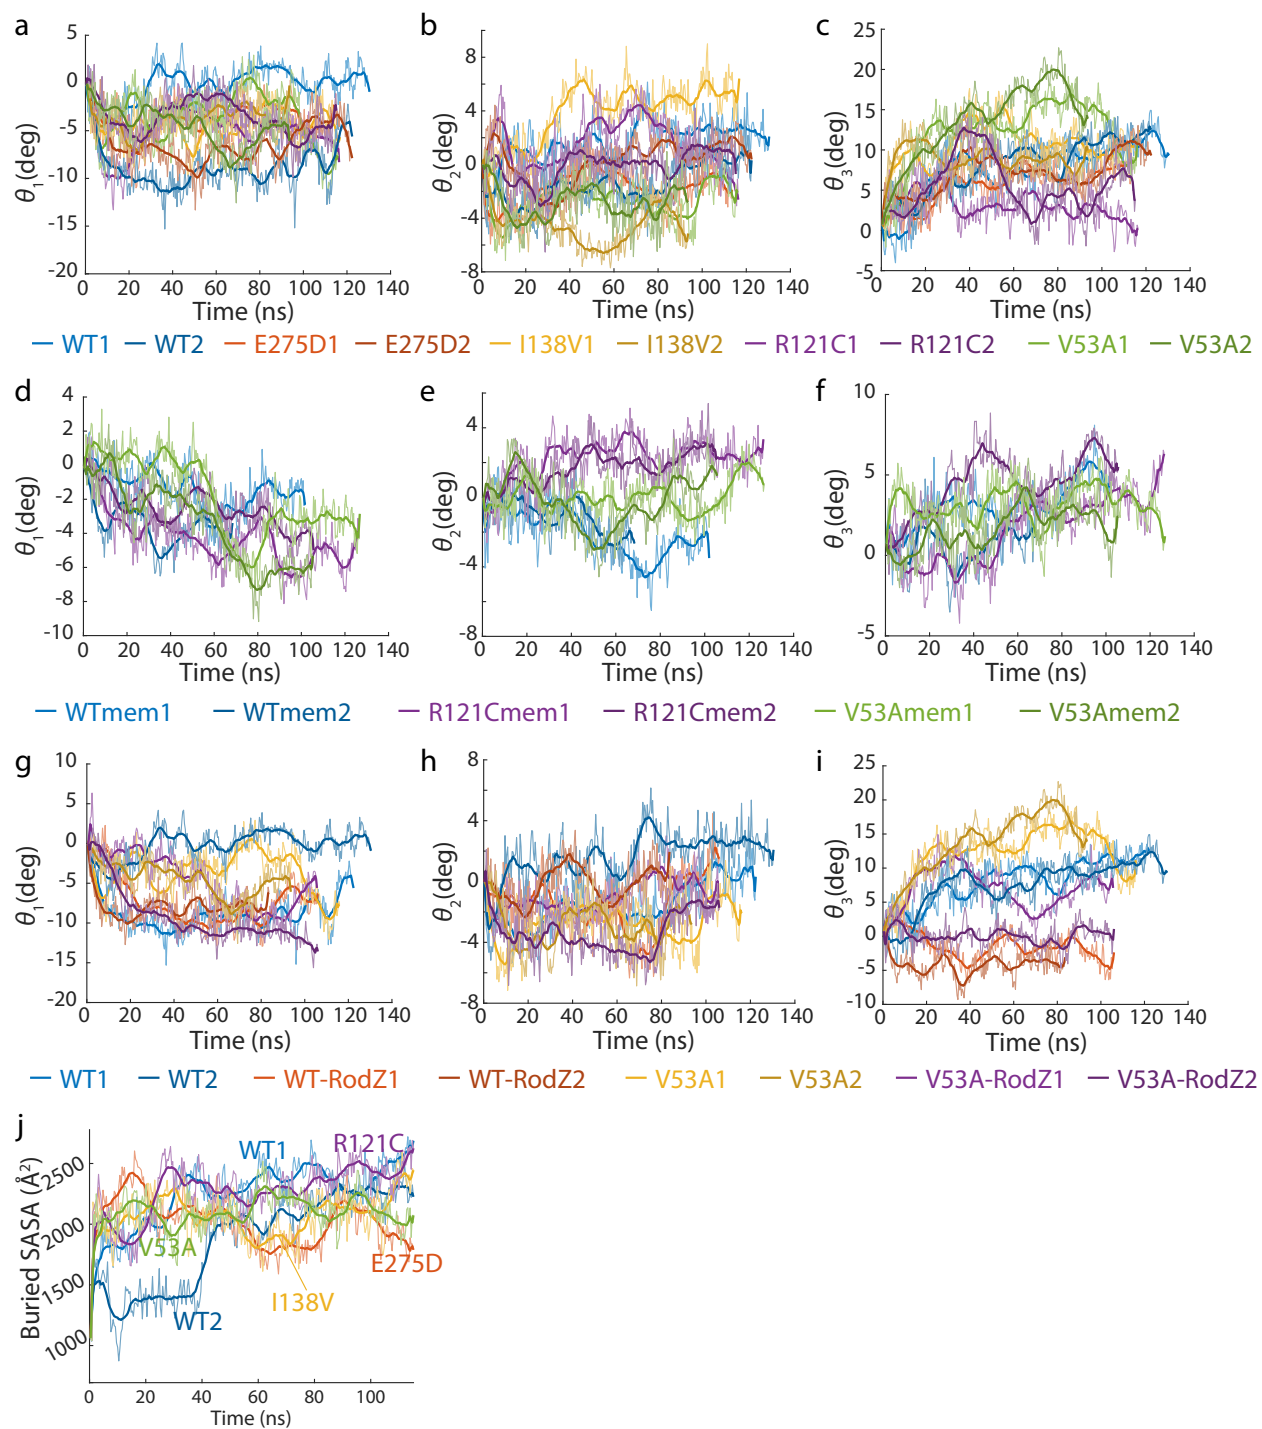 a
θ1(deg)
5
0
-5
-10
-15
-20
0 20 40 60 80 100 120 140
Time (ns)
b
θ2(deg)
8
4
0
-4
-8
0 20 40 60 80 100 120 140
Time (ns)
c
θ3(deg)
25
20
15
10
5
0
-5
0 20 40 60 80 100 120 140
Time (ns)
WT1 WT2 E275D1 E275D2 I138V1 I138V2 R121C1 R121C2 V53A1 V53A2
d
θ1(deg)
4
2
0
-2
-4
-6
-8
-10
0 20 40 60 80 100 120 140
Time (ns)
e
θ2(deg)
4
0
-4
-8
0 20 40 60 80 100 120 140
Time (ns)
f
θ3(deg)
10
5
0
-5
0 20 40 60 80 100 120 140
Time (ns)
WTmem1 WTmem2 R121Cmem1 R121Cmem2 V53Amem1 V53Amem2
g
θ1(deg)
10
5
0
-5
-10
-15
-20
0 20 40 60 80 100 120 140
Time (ns)
h
θ2(deg)
8
4
0
-4
-8
0 20 40 60 80 100 120 140
Time (ns)
i
θ3(deg)
25
20
15
10
5
0
-5
-10
0 20 40 60 80 100 120 140
Time (ns)
WT1 WT2 WT-RodZ1 WT-RodZ2 V53A1 V53A2 V53A-RodZ1 V53A-RodZ2
j
Buried SASA (Å²)
2500
2000
1500
1000
WT1
R121C
V53A
E275D
I138V
WT2
0 20 40 60 80 100
Time (ns)